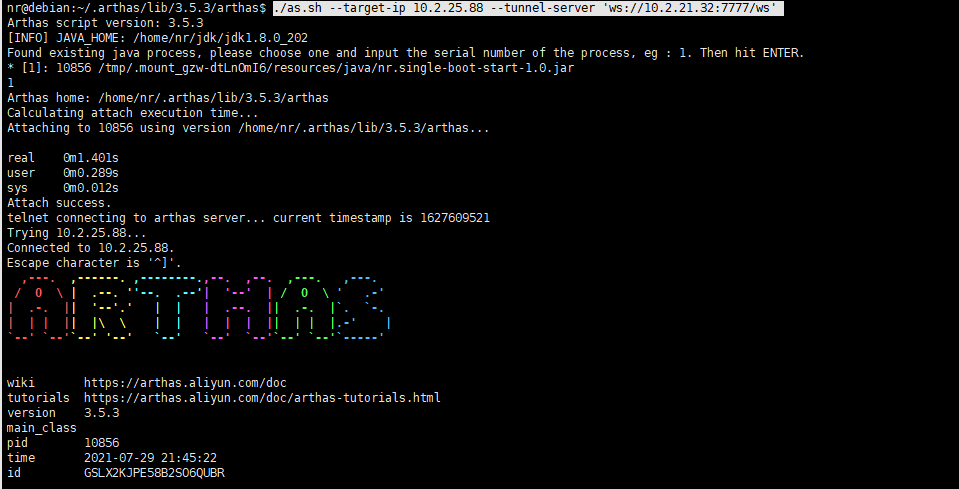 nr@debian:~/.arthas/lib/3.5.3/arthas$ ./as.sh --target-ip 10.2.25.88 --tunnel-server 'ws://10.2.21.32:7777/ws'
Arthas script version: 3.5.3
[INFO] JAVA_HOME: /home/nr/jdk/jdk1.8.0_202
Found existing java process, please choose one and input the serial number of the process, eg : 1. Then hit ENTER.
* [1]: 10856 /tmp/.mount_gzw-dtLnOmI6/resources/java/nr.single-boot-start-1.0.jar
1
Arthas home: /home/nr/.arthas/lib/3.5.3/arthas
Calculating attach execution time...
Attaching to 10856 using version /home/nr/.arthas/lib/3.5.3/arthas...
real    0m1.401s
user    0m0.289s
sys     0m0.012s
Attach success.
telnet connecting to arthas server... current timestamp is 1627609521
Trying 10.2.25.88...
Connected to 10.2.25.88.
Escape character is '^]'.
ARTHAS
wiki       https://arthas.aliyun.com/doc
tutorials  https://arthas.aliyun.com/doc/arthas-tutorials.html
version    3.5.3
main_class
pid        10856
time       2021-07-29 21:45:22
id         GSLX2KJPE58B2SO6QUBR